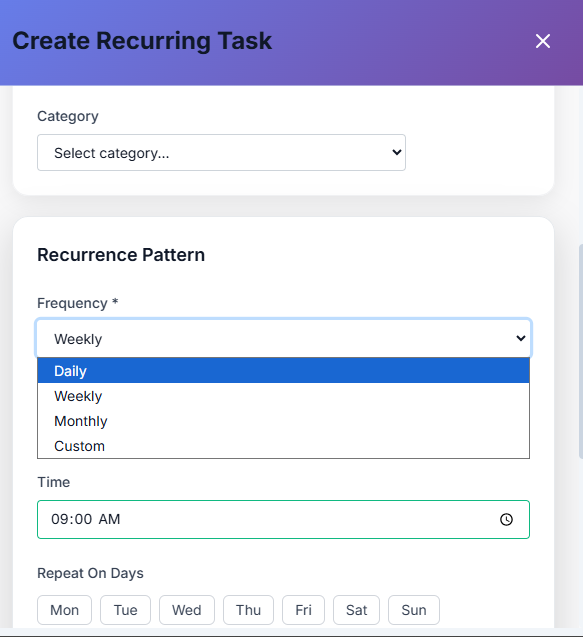 Create Recurring Task
Category
Select category...
Recurrence Pattern
Frequency *
Weekly
Daily
Weekly
Monthly
Custom
Time
09:00 AM
Repeat On Days
Mon Tue Wed Thu Fri Sat Sun